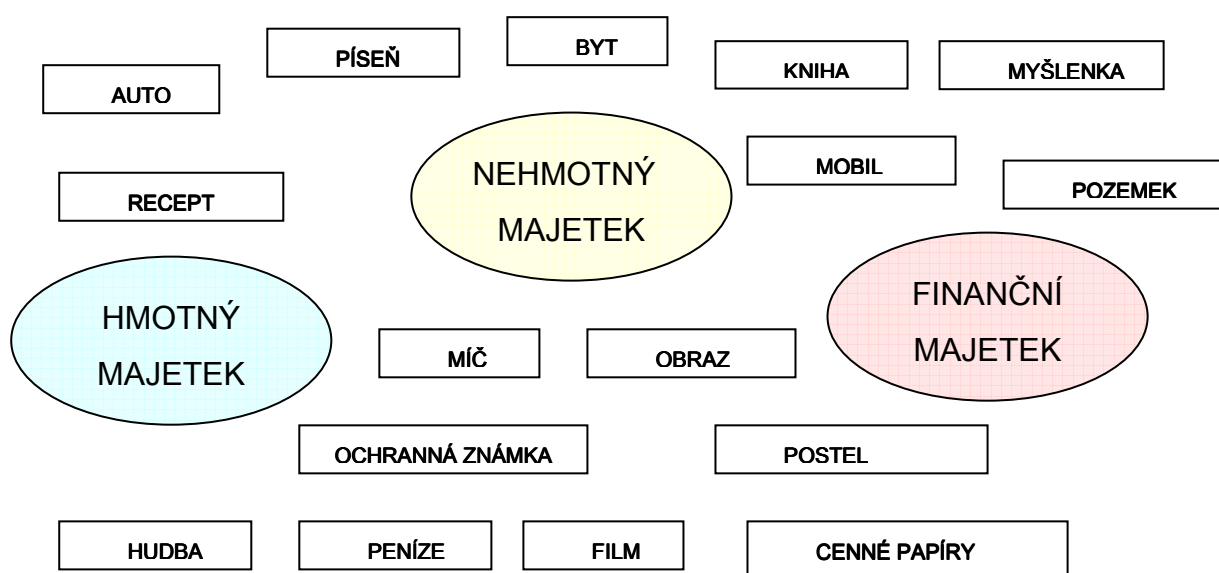 BYT
PÍSEŇ
KNIHA
MYŠLENKA
AUTO
NEHMOTNÝ
MAJETEK
MOBIL
POZEMEK
RECEPT
HMOTNÝ
MAJETEK
FINANČNÍ
MAJETEK
MÍČ
OBRAZ
OCHRANNÁ ZNÁMKA
POSTEL
HUDBA
PENÍZE
FILM
CENNÉ PAPÍRY